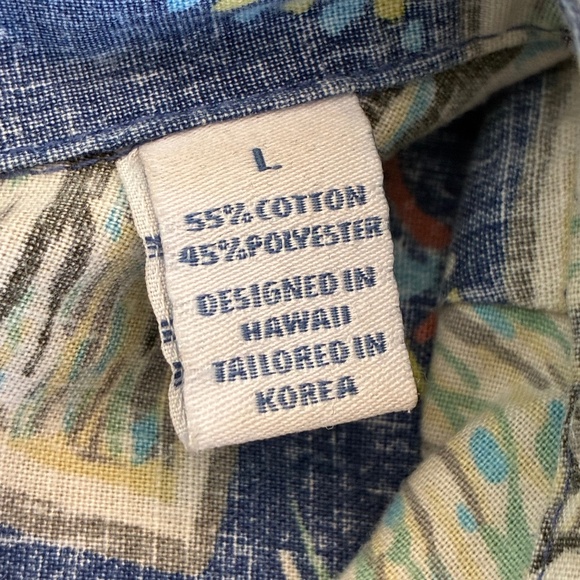 L
55% COTTON
45% POLYESTER
DESIGNED IN
HAWAII
TAILORED IN
KOREA